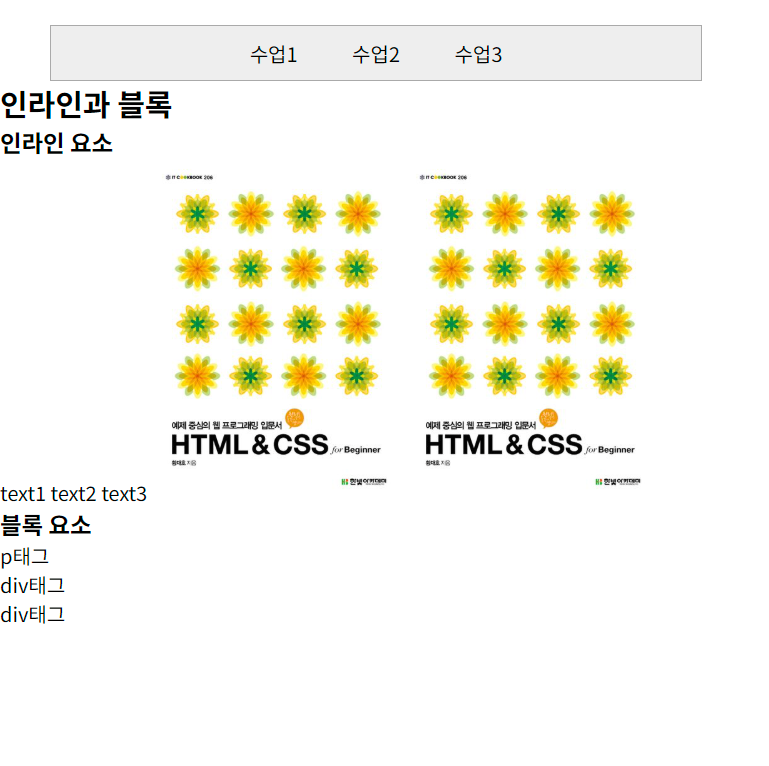 수업1 수업2 수업3
인라인과 블록
인라인 요소
IT COOKBOOK 206 IT COOKBOOK 206
예제 중심의 웹 프로그래밍 입문서 예제 중심의 웹 프로그래밍 입문서
HTML & CSS for Beginner HTML & CSS for Beginner
황재호 지음 황재호 지음
한빛아카데미 한빛아카데미
text1 text2 text3
블록 요소
p태그
div태그
div태그